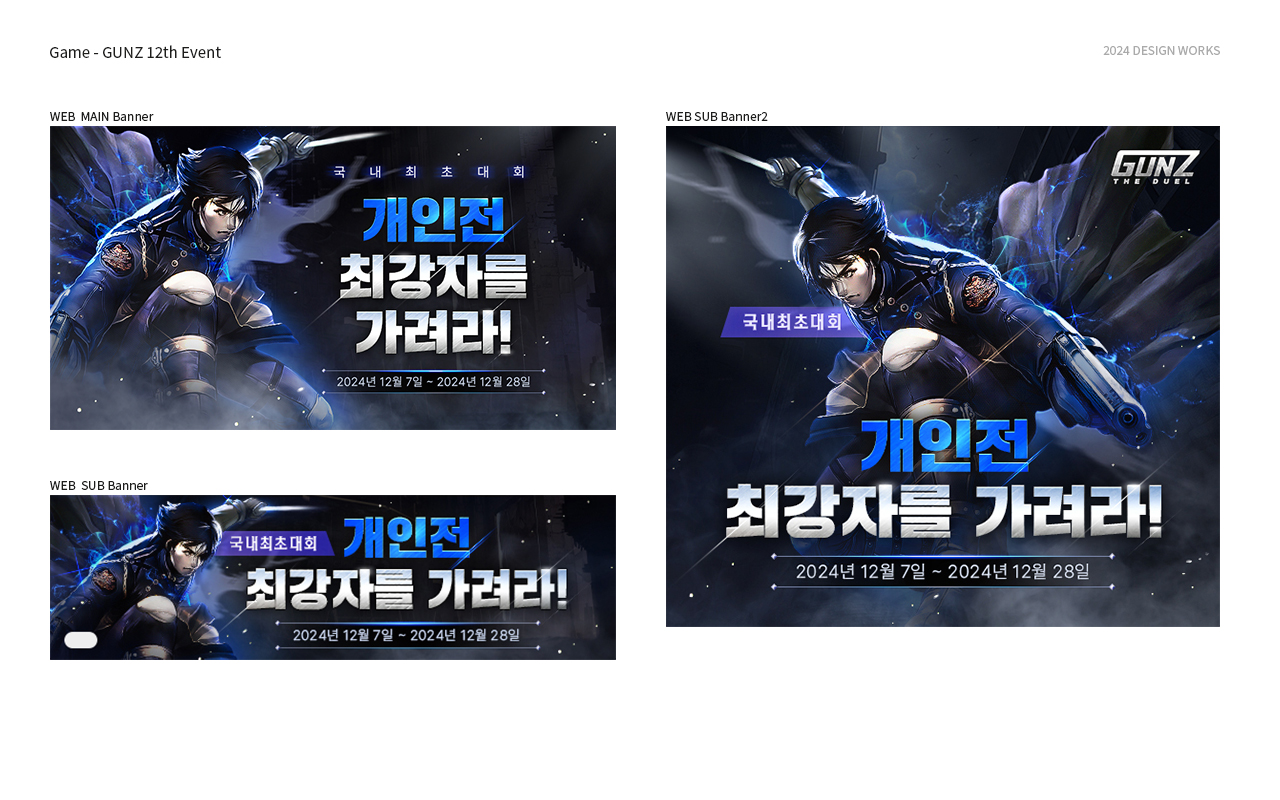 Game - GUNZ 12th Event
2024 DESIGN WORKS
WEB MAIN Banner
국 내 최 초 대 회
개인전
최강자를
가려라!
2024년 12월 7일 ~ 2024년 12월 28일
WEB SUB Banner
국내최초대회
개인전
최강자를 가려라!
2024년 12월 7일 ~ 2024년 12월 28일
WEB SUB Banner2
GUNZ
THE DUEL
국내최초대회
개인전
최강자를 가려라!
2024년 12월 7일 ~ 2024년 12월 28일